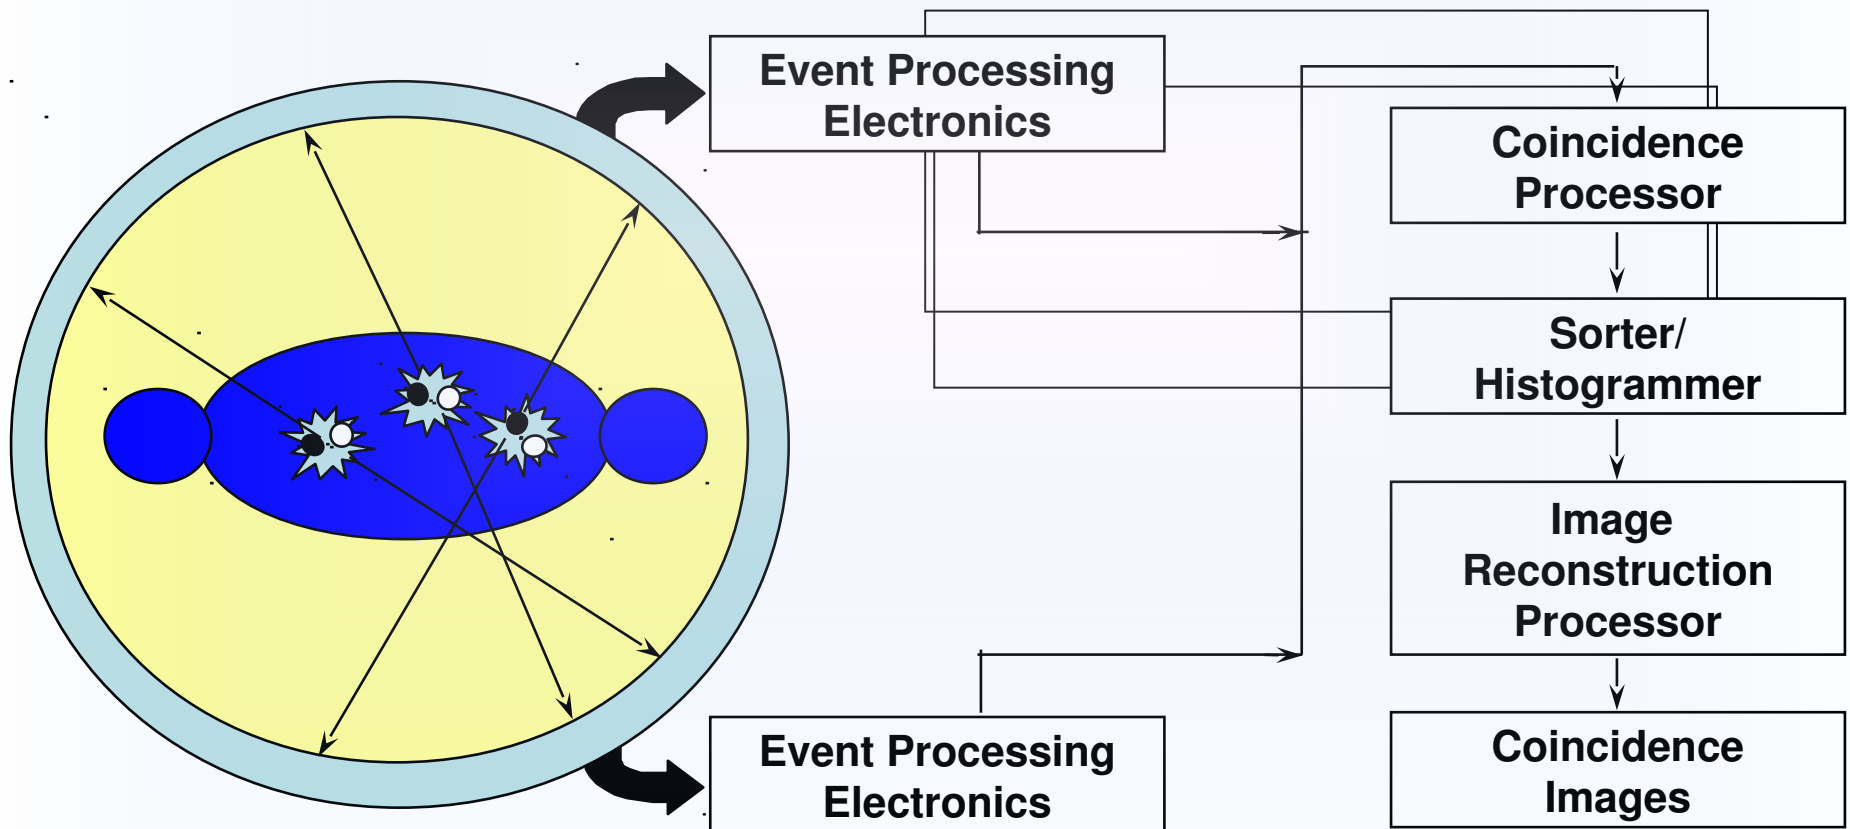 Event Processing
Electronics
Coincidence
Processor
Sorter/
Histogrammer
Image
Reconstruction
Processor
Event Processing
Electronics
Coincidence
Images